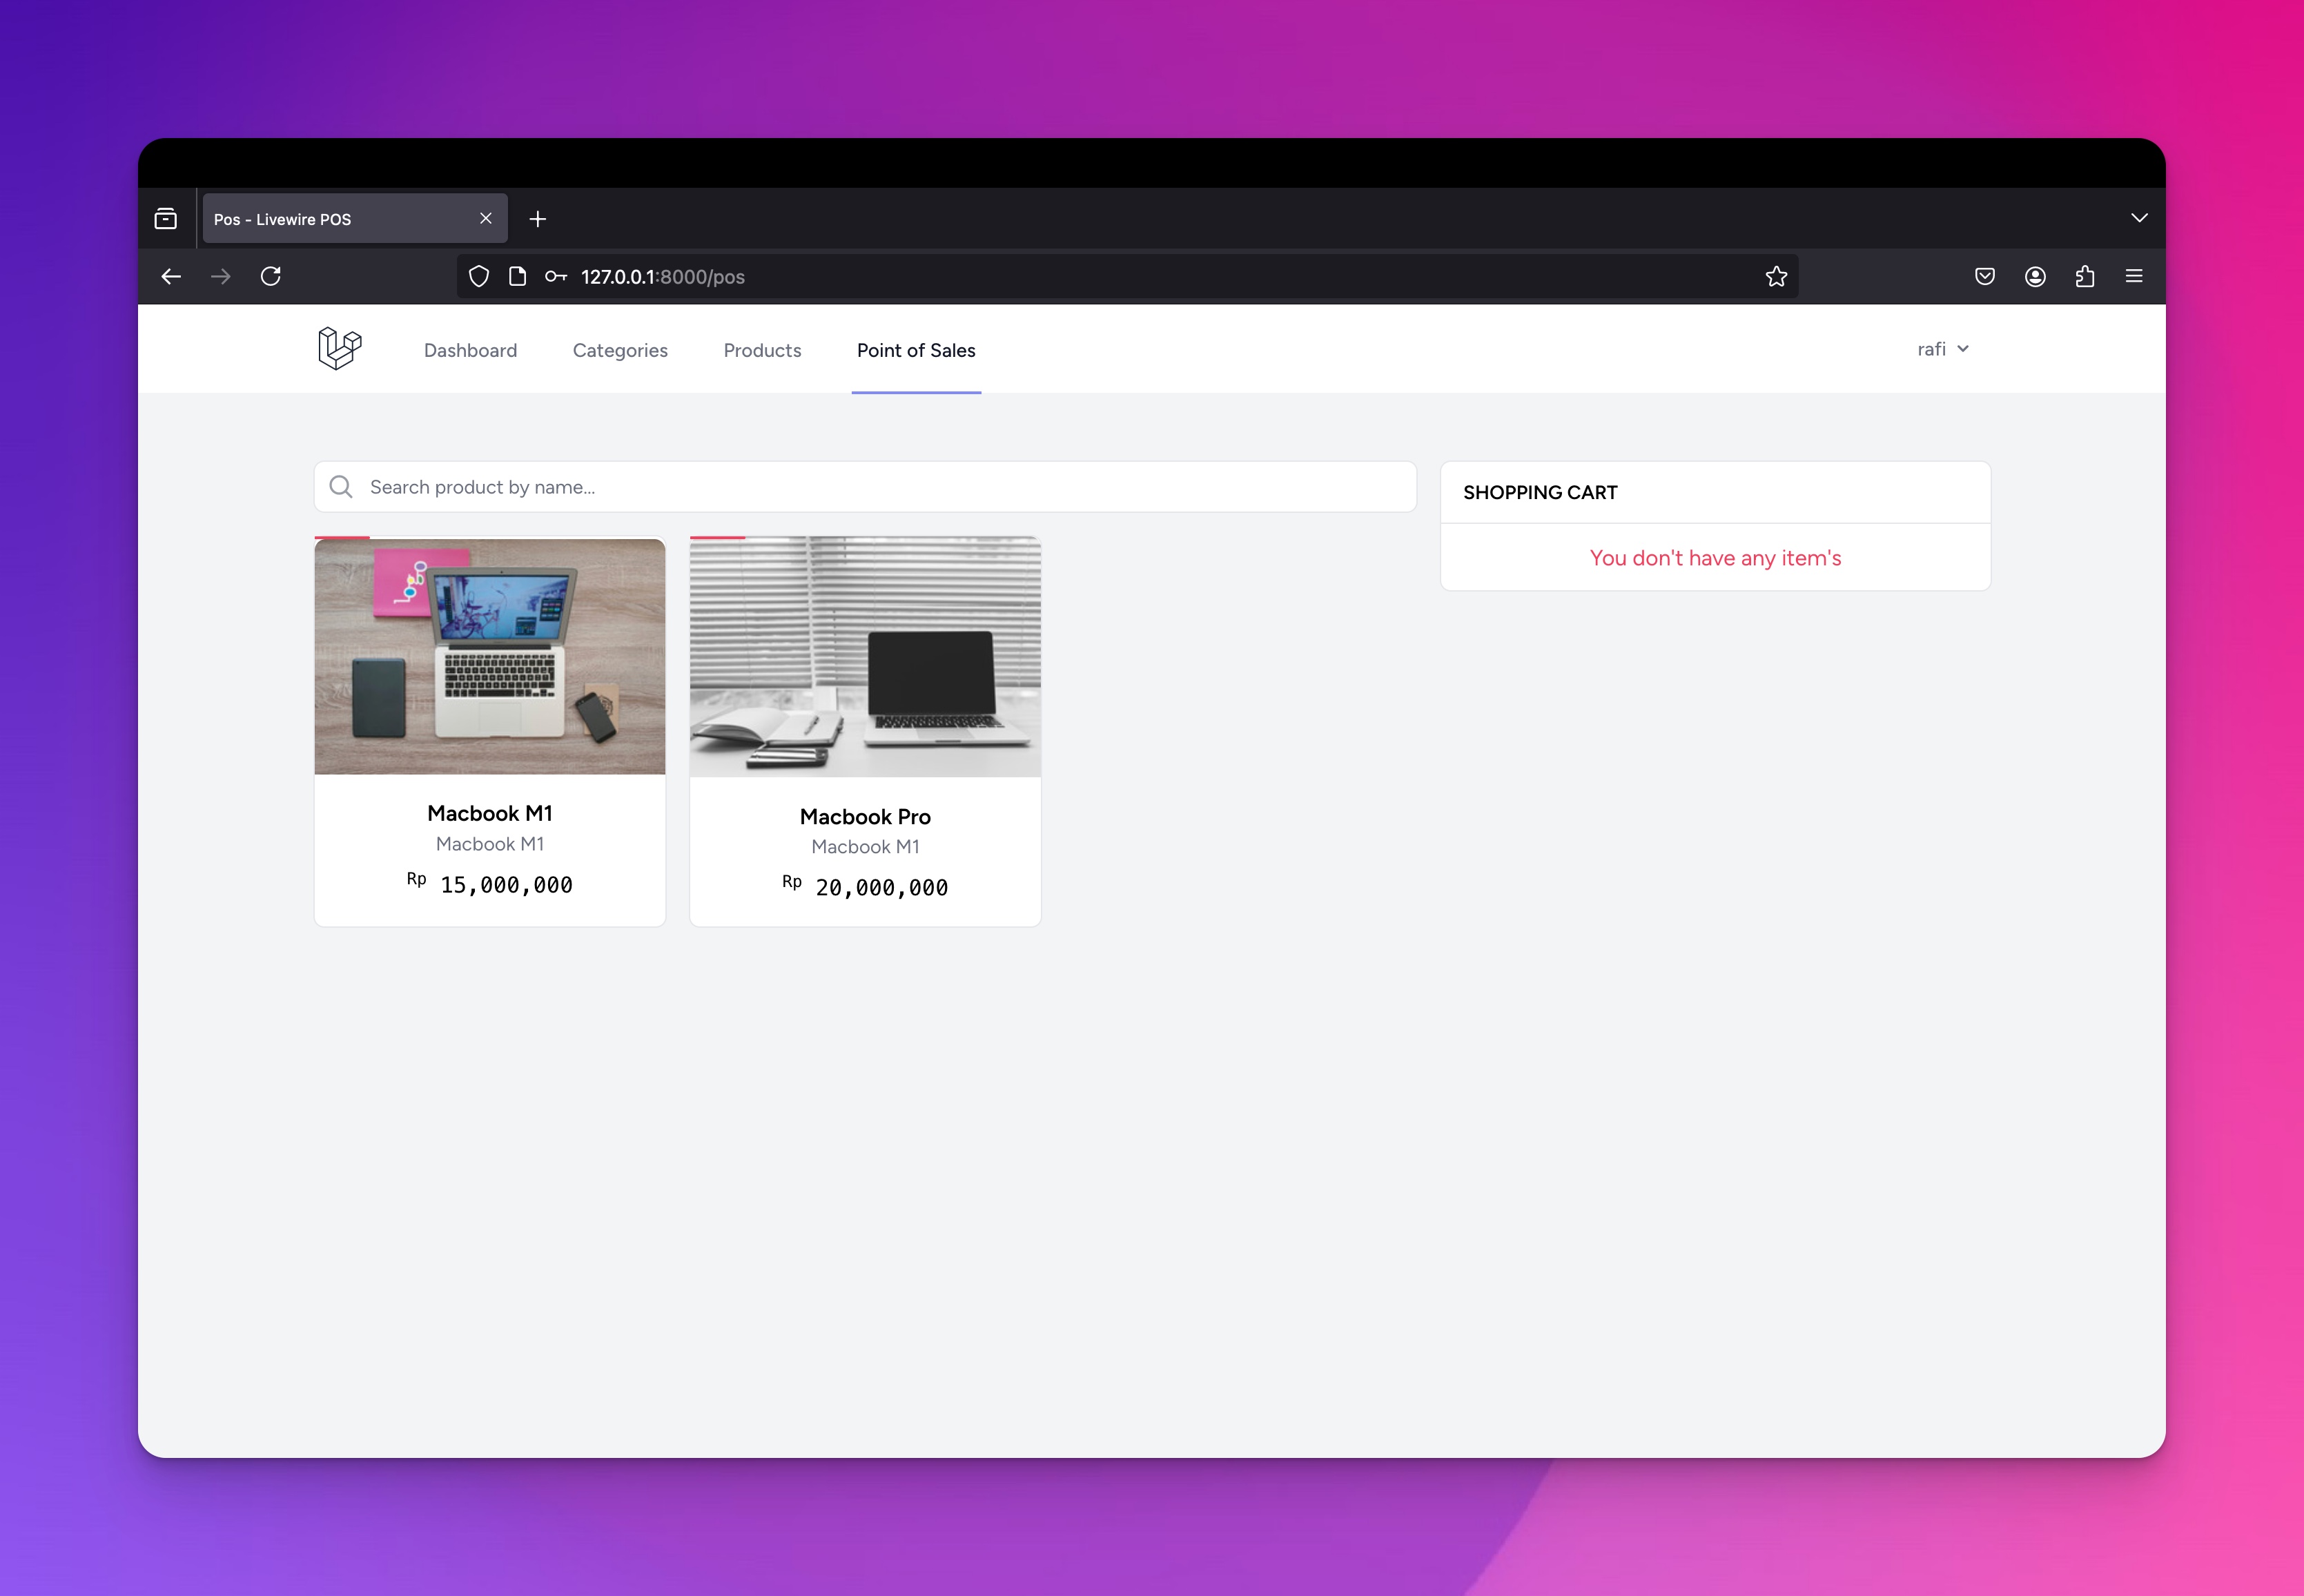 Pos - Livewire POS
127.0.0.1:8000/pos
Dashboard Categories Products Point of Sales rafi
Search product by name...
SHOPPING CART
You don't have any item's
Macbook M1
Macbook M1
Rp 15,000,000
Macbook Pro
Macbook M1
Rp 20,000,000